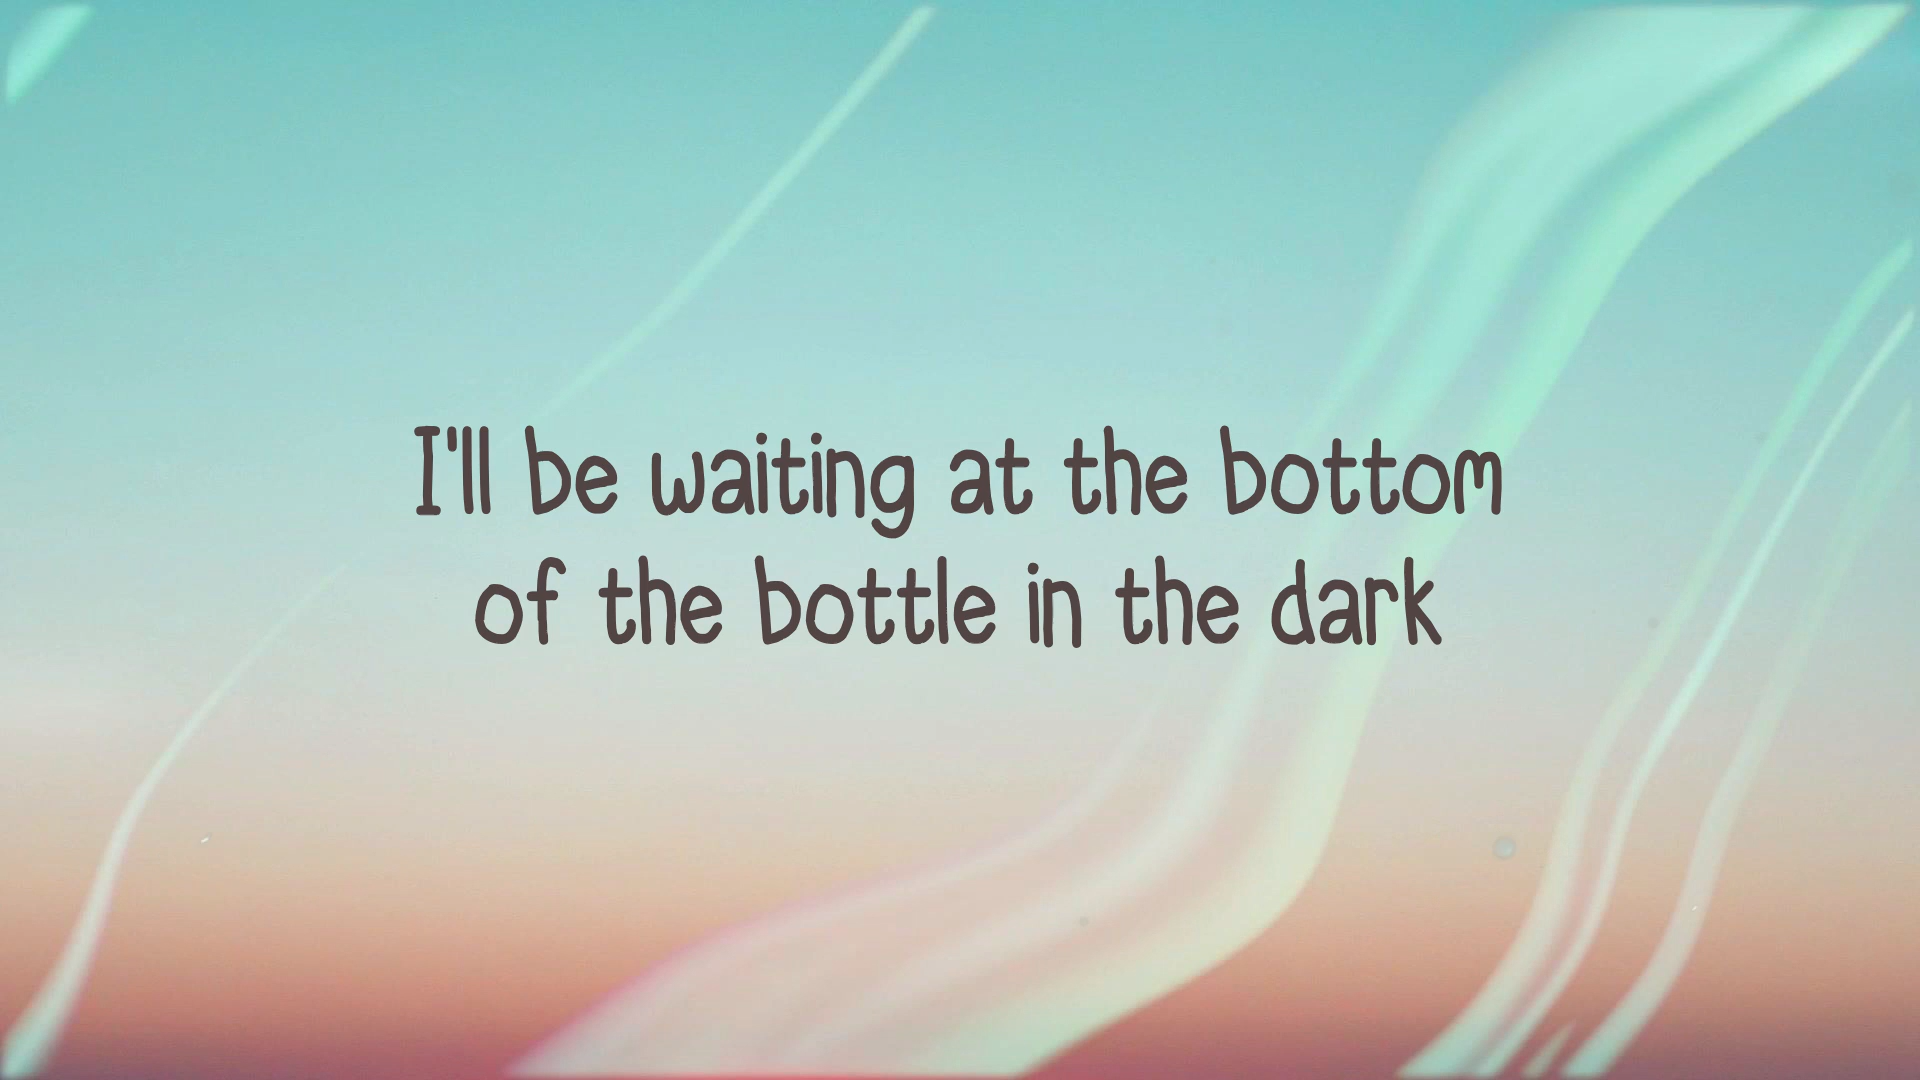 I'll be waiting at the bottom
of the bottle in the dark